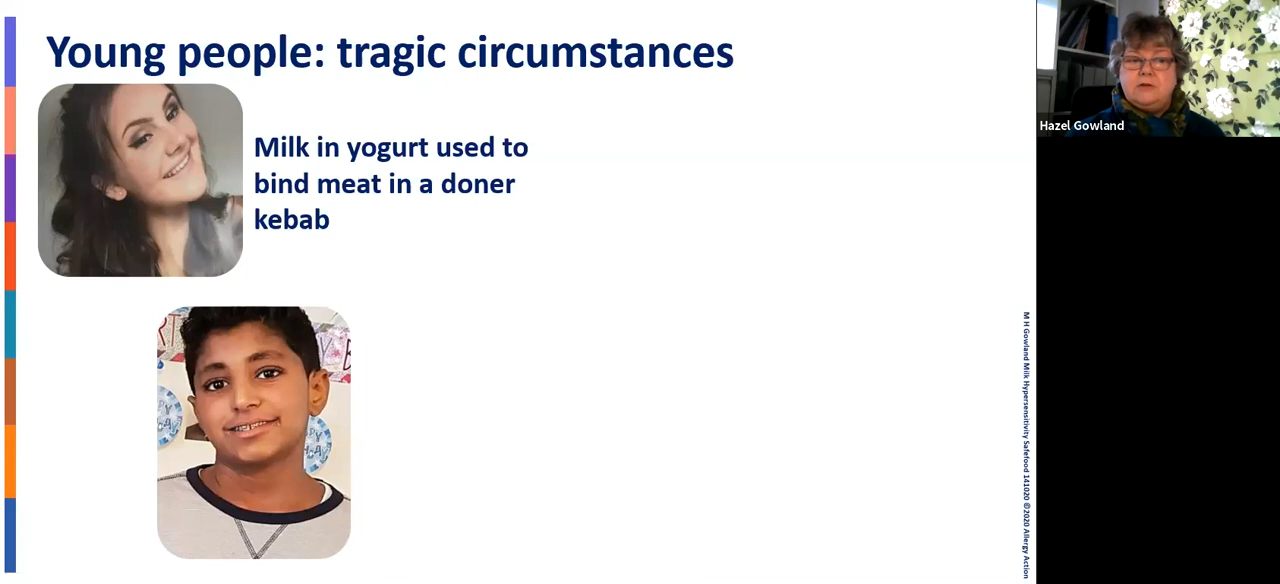 Young people: tragic circumstances
Milk in yogurt used to
bind meat in a doner
kebab
Hazel Gowland
M H Gowland Milk Hypersensitivity Safefood 141020 ©2020 Allergy Action